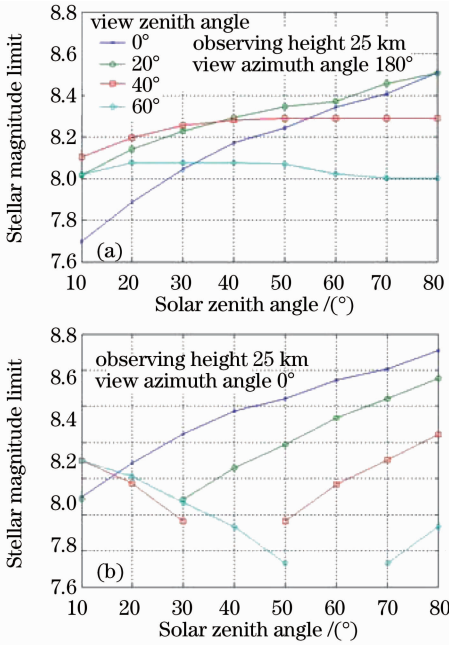 view zenith angle
0°
20°
40°
60°
observing height 25 km
view azimuth angle 180°
Stellar magnitude limit
8.8
8.6
8.4
8.2
8.0
7.8
7.6
(a)
10 20 30 40 50 60 70 80
Solar zenith angle /(°)
observing height 25 km
view azimuth angle 0°
Stellar magnitude limit
8.8
8.6
8.4
8.2
8.0
7.8
7.6
(b)
10 20 30 40 50 60 70 80
Solar zenith angle /(°)